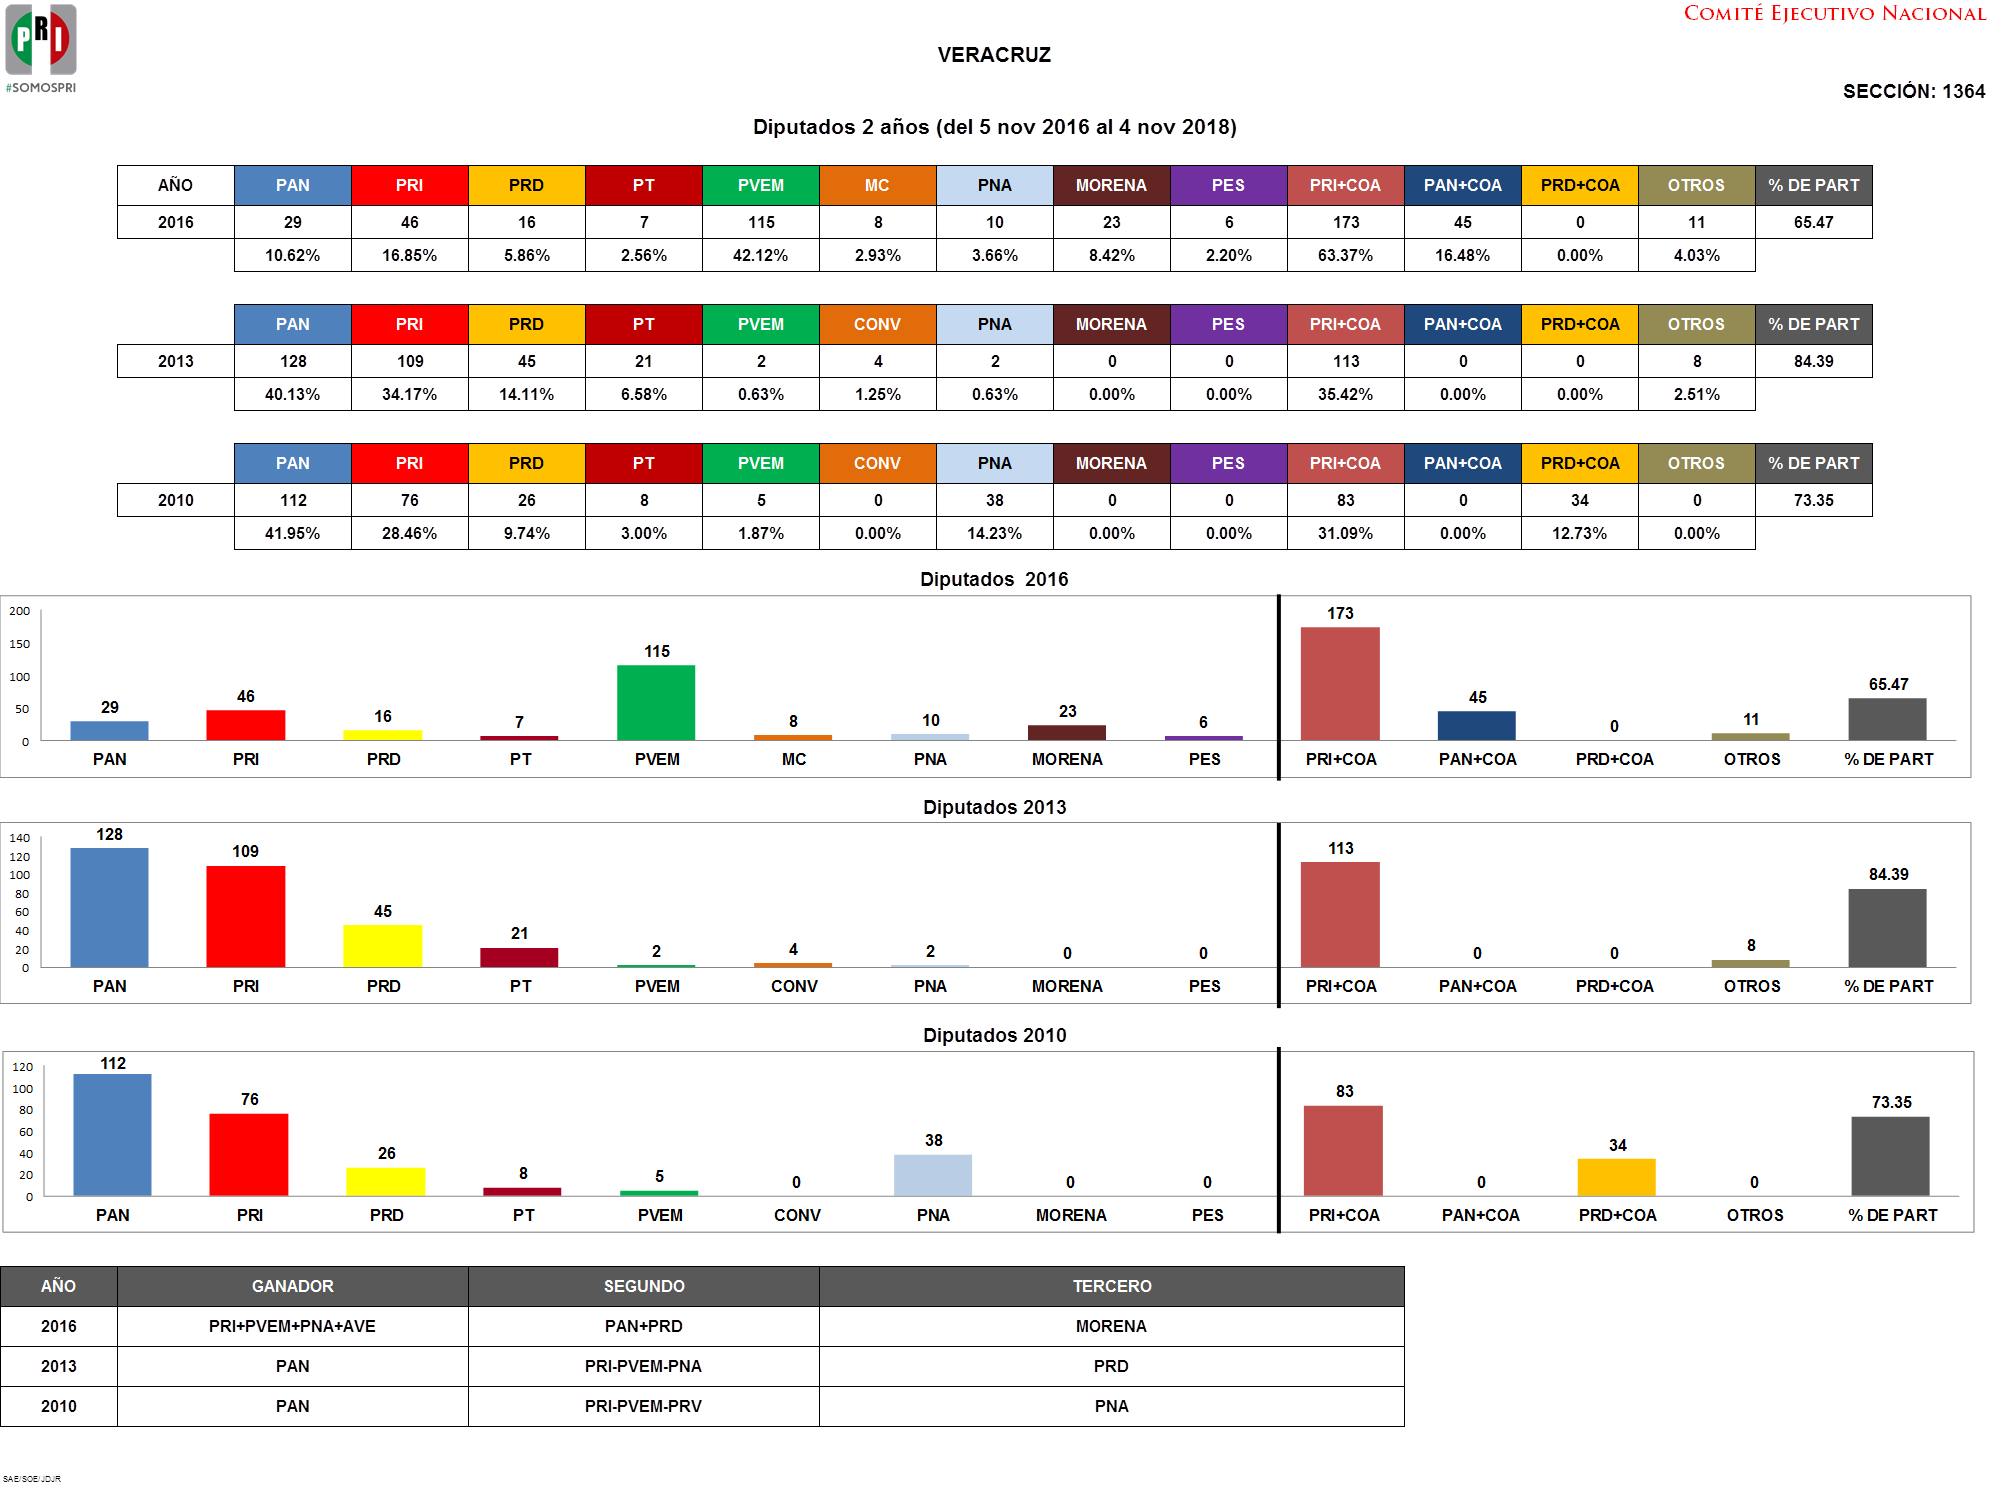 PRI
#SOMOSPRI
COMITÉ EJECUTIVO NACIONAL
VERACRUZ
SECCIÓN: 1364
Diputados 2 años (del 5 nov 2016 al 4 nov 2018)
AÑO PAN PRI PRD PT PVEM MC PNA MORENA PES PRI+COA PAN+COA PRD+COA OTROS % DE PART
2016 29 46 16 7 115 8 10 23 6 173 45 0 11 65.47
10.62% 16.85% 5.86% 2.56% 42.12% 2.93% 3.66% 8.42% 2.20% 63.37% 16.48% 0.00% 4.03%
PAN PRI PRD PT PVEM CONV PNA MORENA PES PRI+COA PAN+COA PRD+COA OTROS % DE PART
2013 128 109 45 21 2 4 2 0 0 113 0 0 8 84.39
40.13% 34.17% 14.11% 6.58% 0.63% 1.25% 0.63% 0.00% 0.00% 35.42% 0.00% 0.00% 2.51%
PAN PRI PRD PT PVEM CONV PNA MORENA PES PRI+COA PAN+COA PRD+COA OTROS % DE PART
2010 112 76 26 8 5 0 38 0 0 83 0 34 0 73.35
41.95% 28.46% 9.74% 3.00% 1.87% 0.00% 14.23% 0.00% 0.00% 31.09% 0.00% 12.73% 0.00%
Diputados 2016
200
150
100
50
0
29 46 16 7 115 8 10 23 6 173 45 0 11 65.47
PAN PRI PRD PT PVEM MC PNA MORENA PES PRI+COA PAN+COA PRD+COA OTROS % DE PART
Diputados 2013
140
120
100
80
60
40
20
0
128 109 45 21 2 4 2 0 0 113 0 0 8 84.39
PAN PRI PRD PT PVEM CONV PNA MORENA PES PRI+COA PAN+COA PRD+COA OTROS % DE PART
Diputados 2010
120
100
80
60
40
20
0
112 76 26 8 5 0 38 0 0 83 0 34 0 73.35
PAN PRI PRD PT PVEM CONV PNA MORENA PES PRI+COA PAN+COA PRD+COA OTROS % DE PART
AÑO GANADOR SEGUNDO TERCERO
2016 PRI+PVEM+PNA+AVE PAN+PRD MORENA
2013 PAN PRI-PVEM-PNA PRD
2010 PAN PRI-PVEM-PRV PNA
SAE/SOE/JDJR